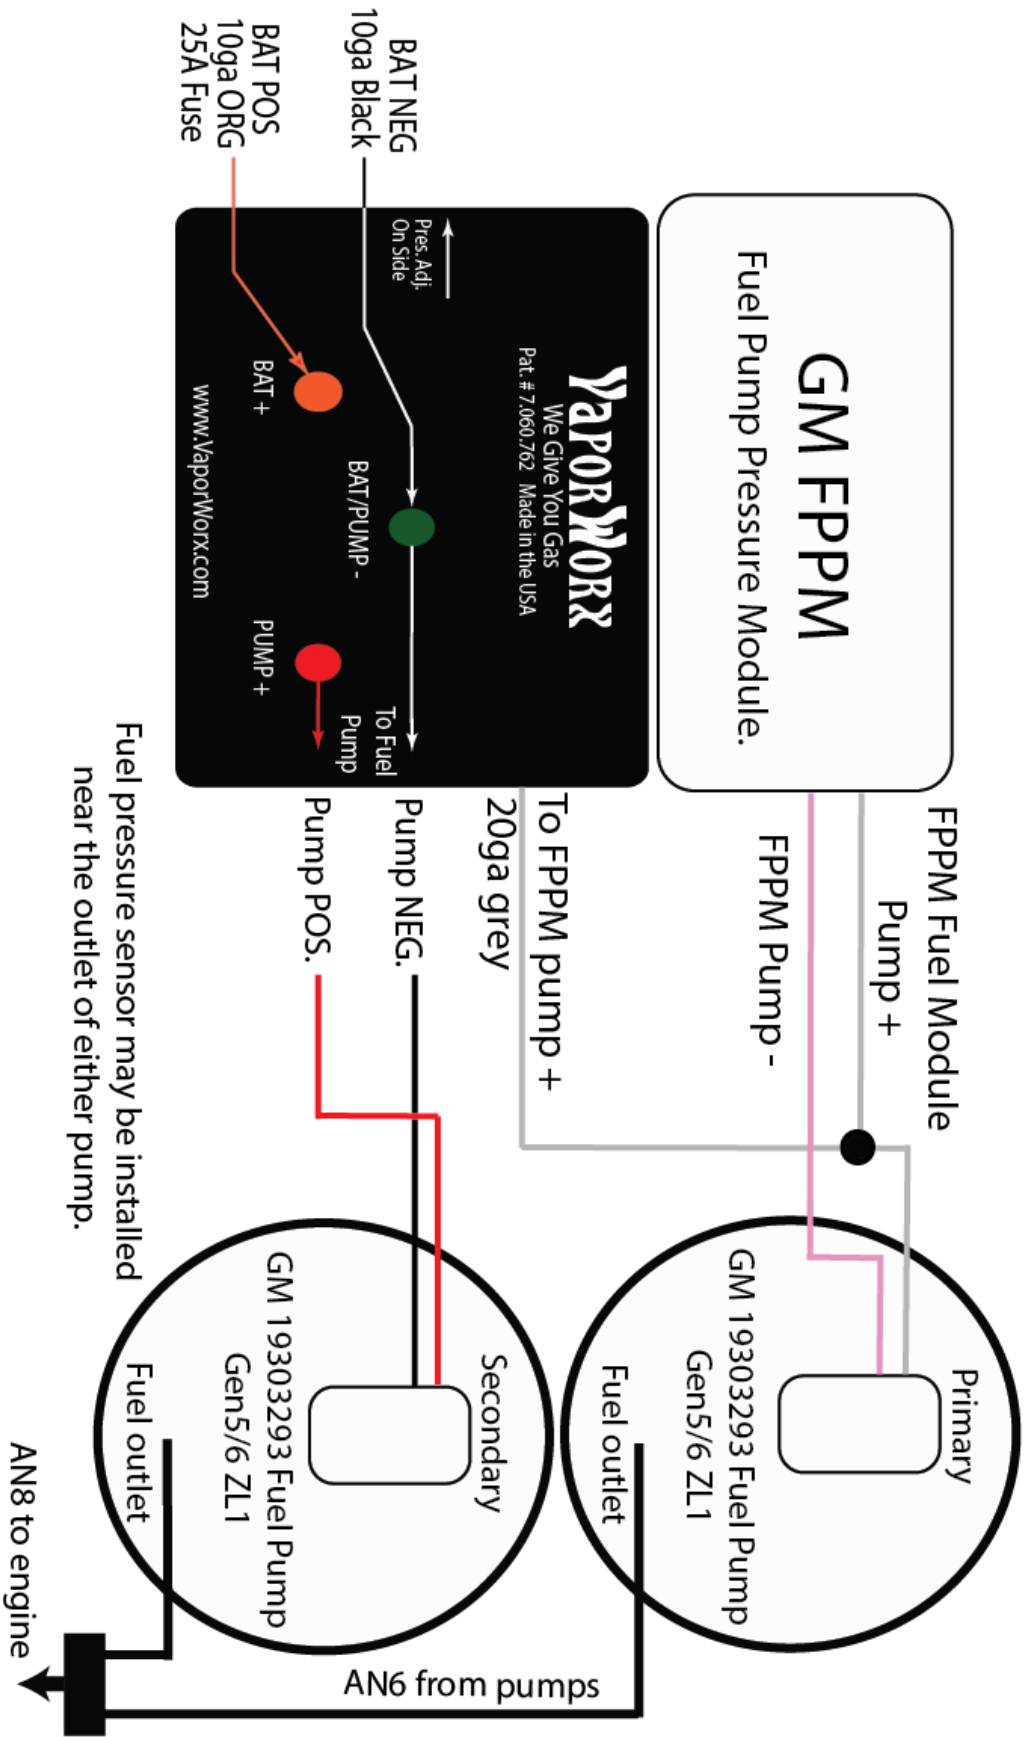 GM FPPM
Fuel Pump Pressure Module.
FPPM Fuel Module
Pump +
FPPM Pump -
Primary
GM 19303293 Fuel Pump
Gen5/6 ZL1
Fuel outlet
VaporWorx
We Give You Gas
Pat. # 7.060.762 Made in the USA
Pres. Adj.
On Side
BAT NEG
10ga Black
BAT POS
10ga ORG
25A Fuse
BAT +
BAT/PUMP -
PUMP +
To Fuel
Pump
www.VaporWorx.com
To FPPM pump +
20ga grey
Pump NEG.
Pump POS.
Secondary
GM 19303293 Fuel Pump
Gen5/6 ZL1
Fuel outlet
Fuel pressure sensor may be installed
near the outlet of either pump.
AN6 from pumps
AN8 to engine